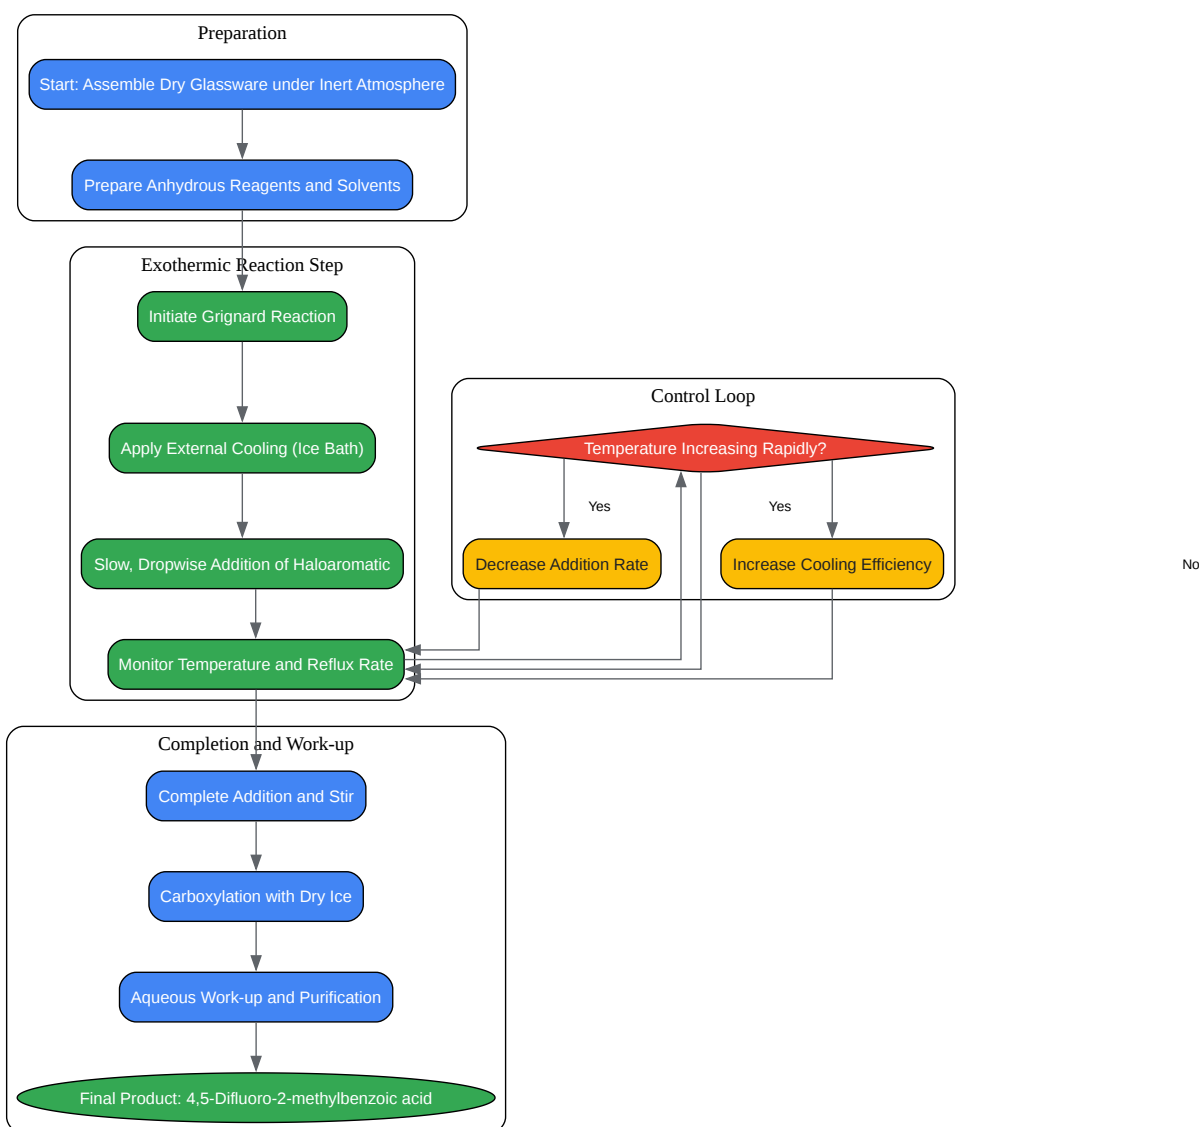 Preparation
Start: Assemble Dry Glassware under Inert Atmosphere
Prepare Anhydrous Reagents and Solvents
Exothermic Reaction Step
Initiate Grignard Reaction
Apply External Cooling (Ice Bath)
Slow, Dropwise Addition of Haloaromatic
Monitor Temperature and Reflux Rate
Control Loop
Temperature Increasing Rapidly?
Yes
Yes
Decrease Addition Rate
Increase Cooling Efficiency
No
Completion and Work-up
Complete Addition and Stir
Carboxylation with Dry Ice
Aqueous Work-up and Purification
Final Product: 4,5-Difluoro-2-methylbenzoic acid